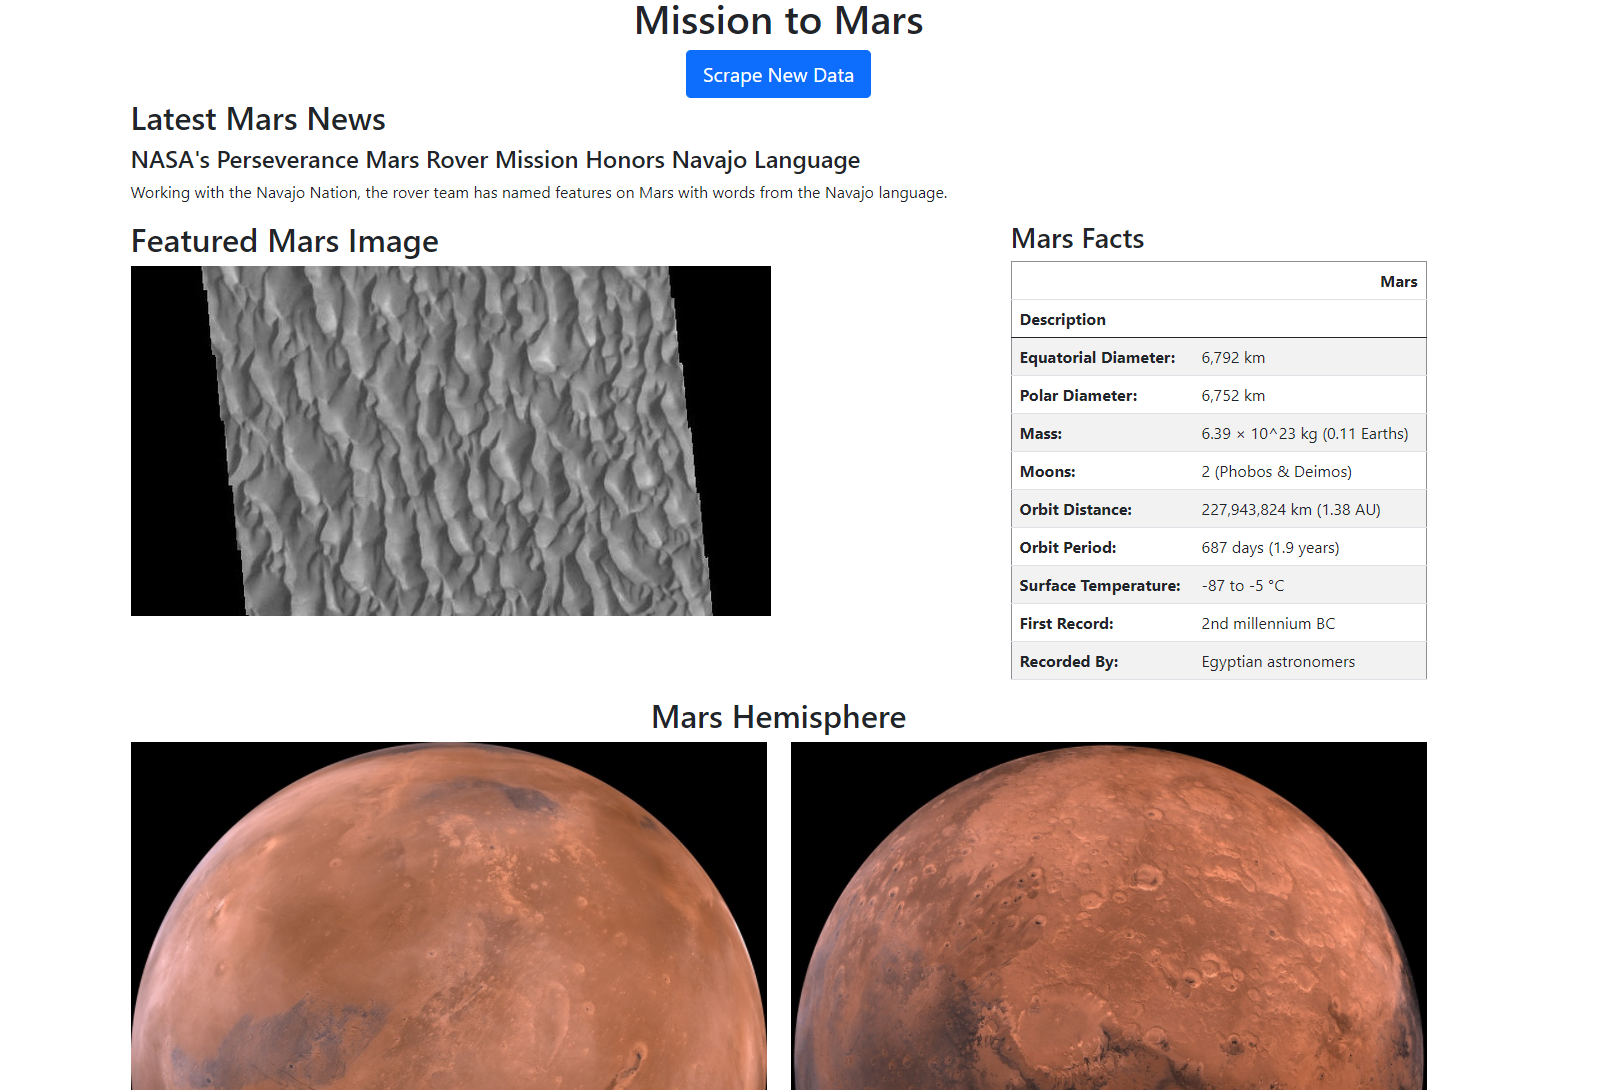 Mission to Mars
Scrape New Data
Latest Mars News
NASA's Perseverance Mars Rover Mission Honors Navajo Language
Working with the Navajo Nation, the rover team has named features on Mars with words from the Navajo language.
Featured Mars Image
Mars Facts
Mars
Description
Equatorial Diameter: 6,792 km
Polar Diameter: 6,752 km
Mass: 6.39 × 10^23 kg (0.11 Earths)
Moons: 2 (Phobos & Deimos)
Orbit Distance: 227,943,824 km (1.38 AU)
Orbit Period: 687 days (1.9 years)
Surface Temperature: -87 to -5 °C
First Record: 2nd millennium BC
Recorded By: Egyptian astronomers
Mars Hemisphere